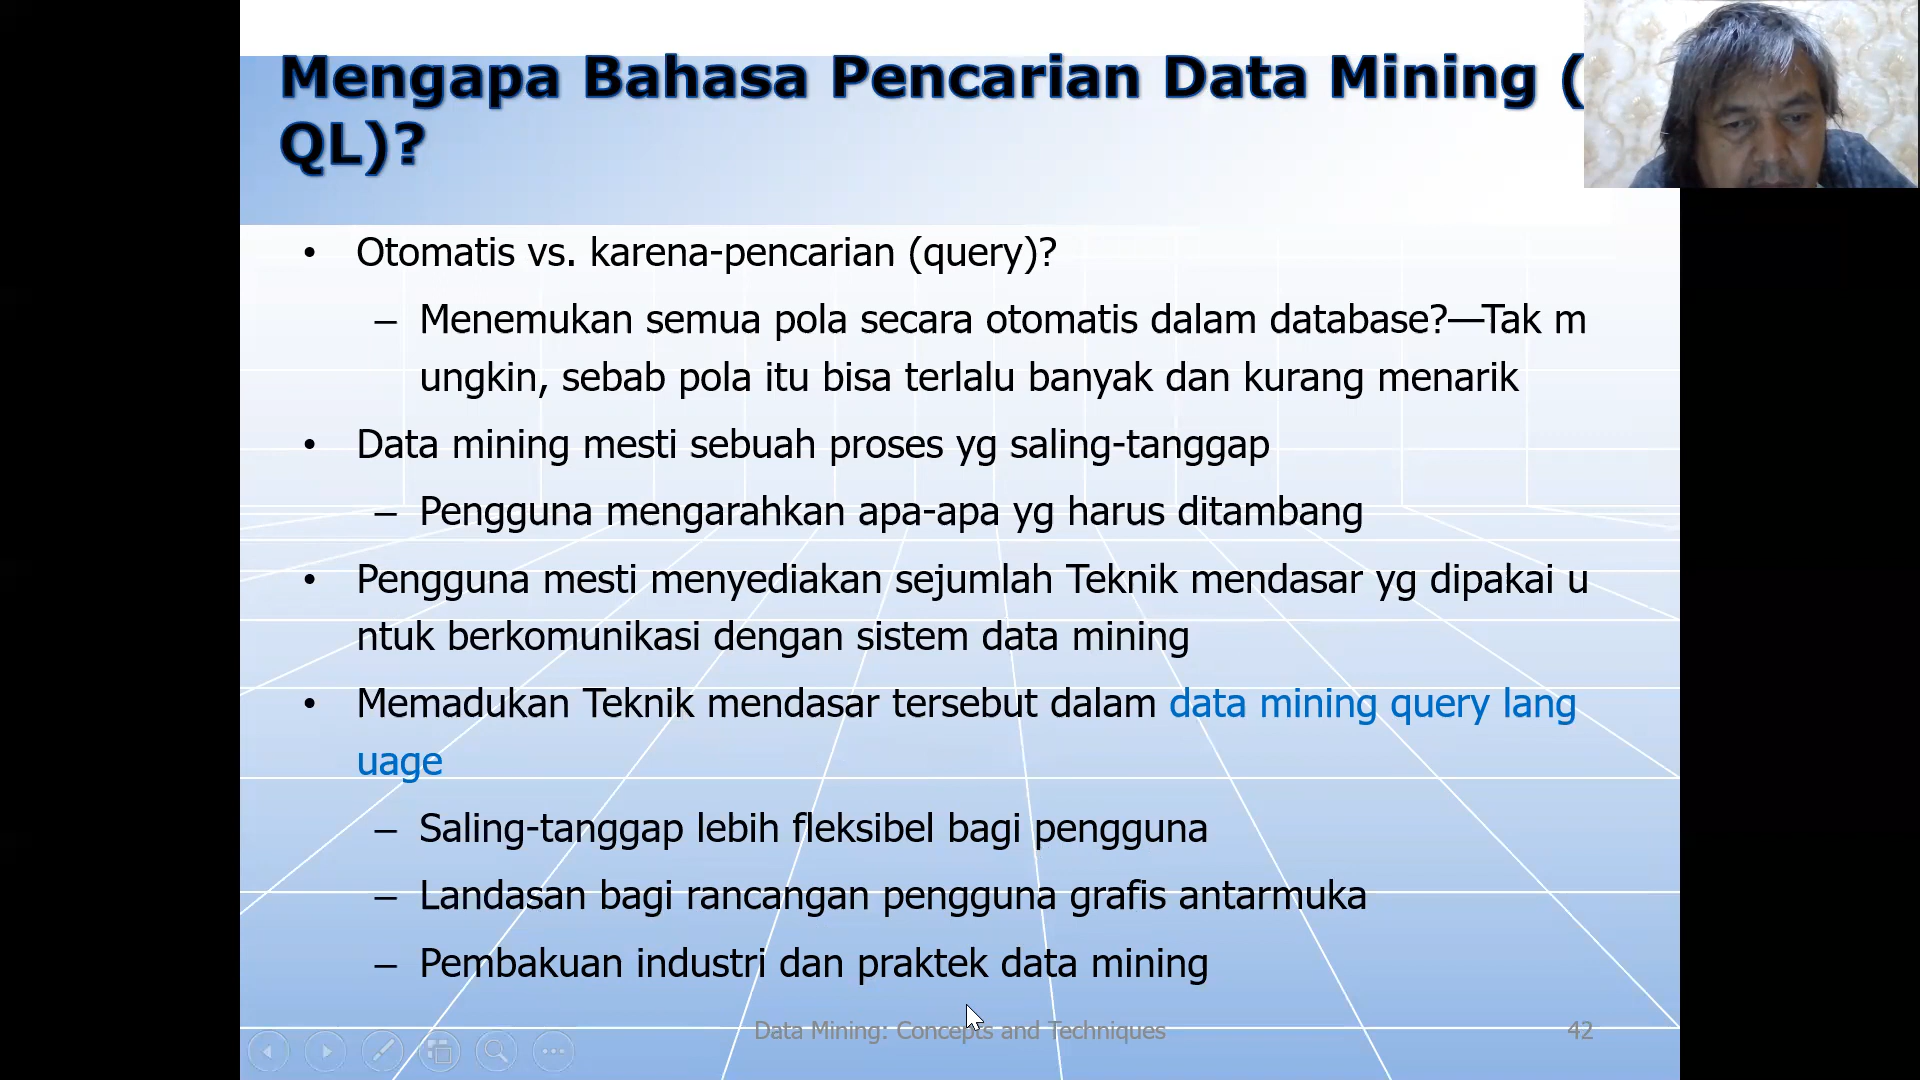 Mengapa Bahasa Pencarian Data Mining (
QL)?
• Otomatis vs. karena-pencarian (query)?
– Menemukan semua pola secara otomatis dalam database?—Tak m
ungkin, sebab pola itu bisa terlalu banyak dan kurang menarik
• Data mining mesti sebuah proses yg saling-tanggap
– Pengguna mengarahkan apa-apa yg harus ditambang
• Pengguna mesti menyediakan sejumlah Teknik mendasar yg dipakai u
ntuk berkomunikasi dengan sistem data mining
• Memadukan Teknik mendasar tersebut dalam data mining query lang
uage
– Saling-tanggap lebih fleksibel bagi pengguna
– Landasan bagi rancangan pengguna grafis antarmuka
– Pembakuan industri dan praktek data mining
Data Mining: Concepts and Techniques
42